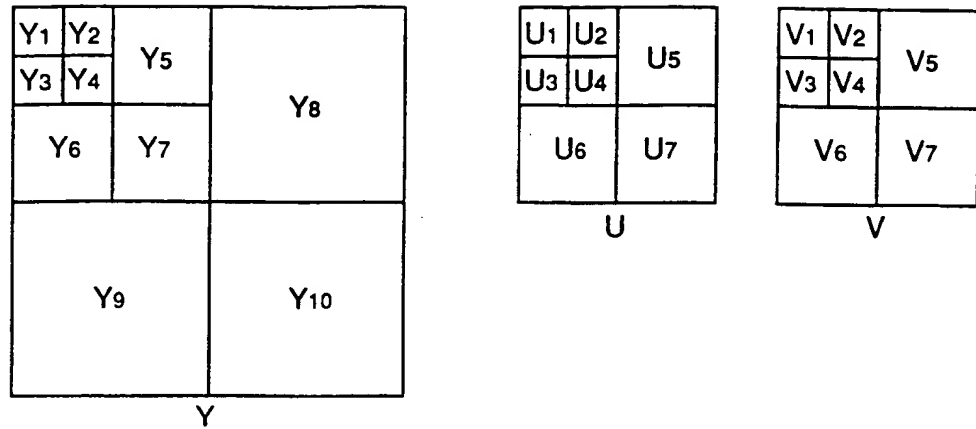 Y1 Y2 Y5 Y8
Y3 Y4
Y6 Y7
Y9 Y10
Y
U1 U2 U5
U3 U4
U6 U7
U
V1 V2 V5
V3 V4
V6 V7
V